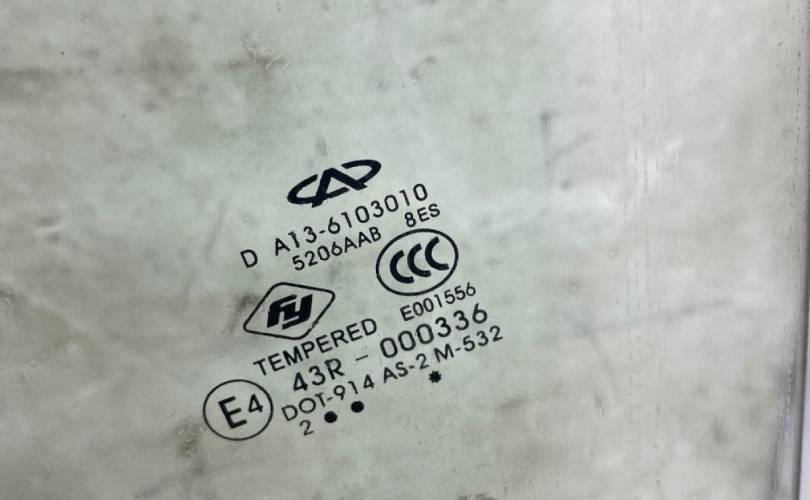 D A13-6103010
5206AAB 8ES
CCC
FY
TEMPERED E001556
43R - 000336
E4
DOT-914 AS-2 M-532
2 ● ● *